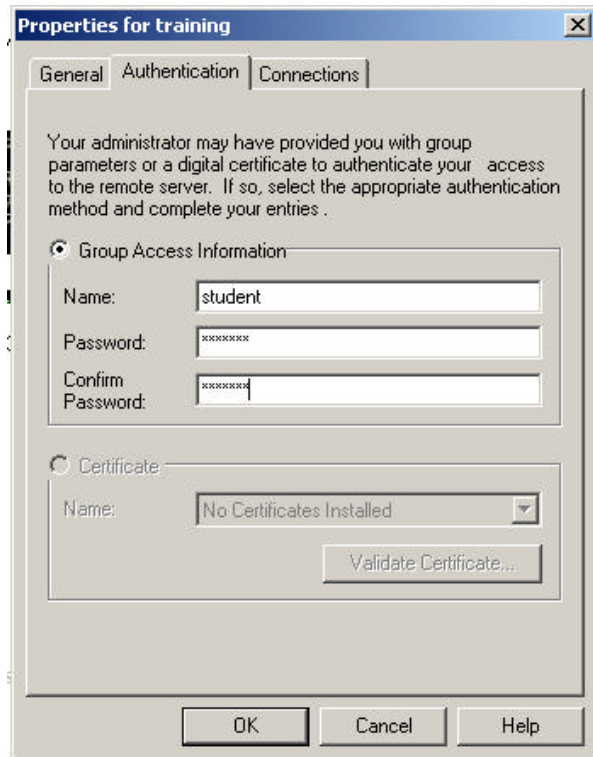 Properties for training
General Authentication Connections
Your administrator may have provided you with group
parameters or a digital certificate to authenticate your access
to the remote server. If so, select the appropriate authentication
method and complete your entries .
Group Access Information
Name: student
Password: *******
Confirm
Password: *******
Certificate
Name: No Certificates Installed
Validate Certificate...
OK Cancel Help